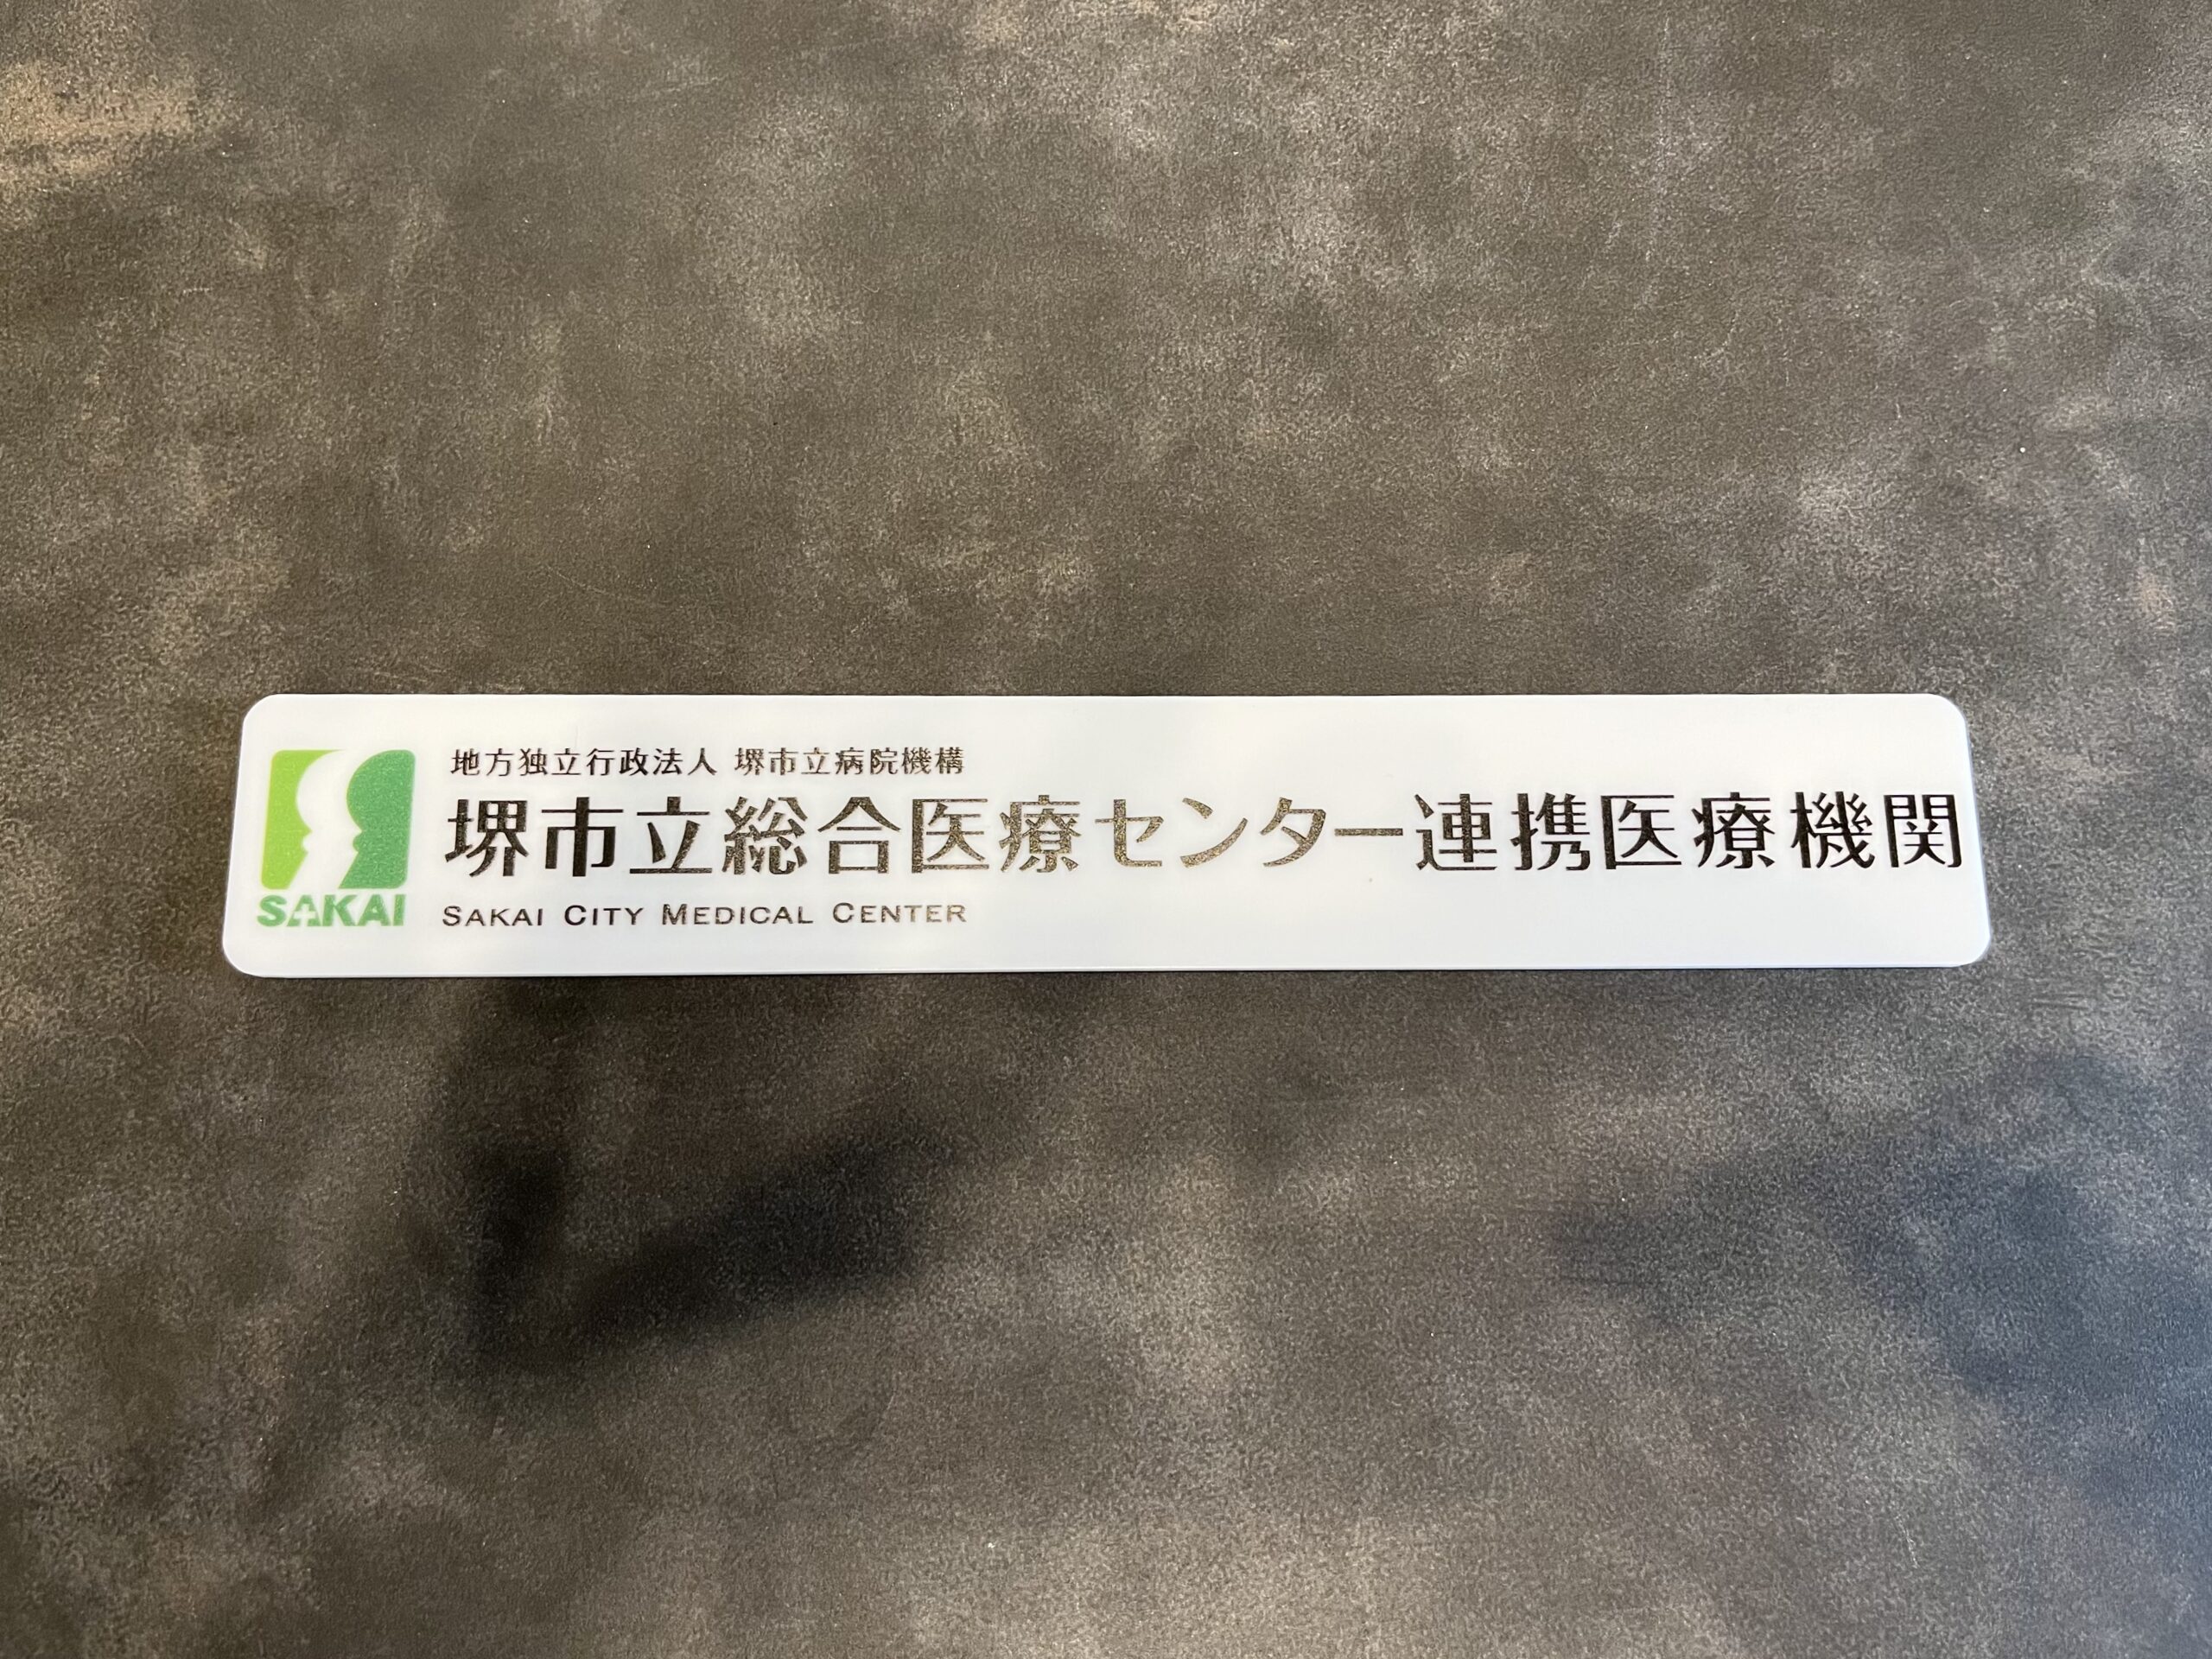 地方独立行政法人 堺市立病院機構
堺市立総合医療センター連携医療機関
SAKAI
SAKAI CITY MEDICAL CENTER